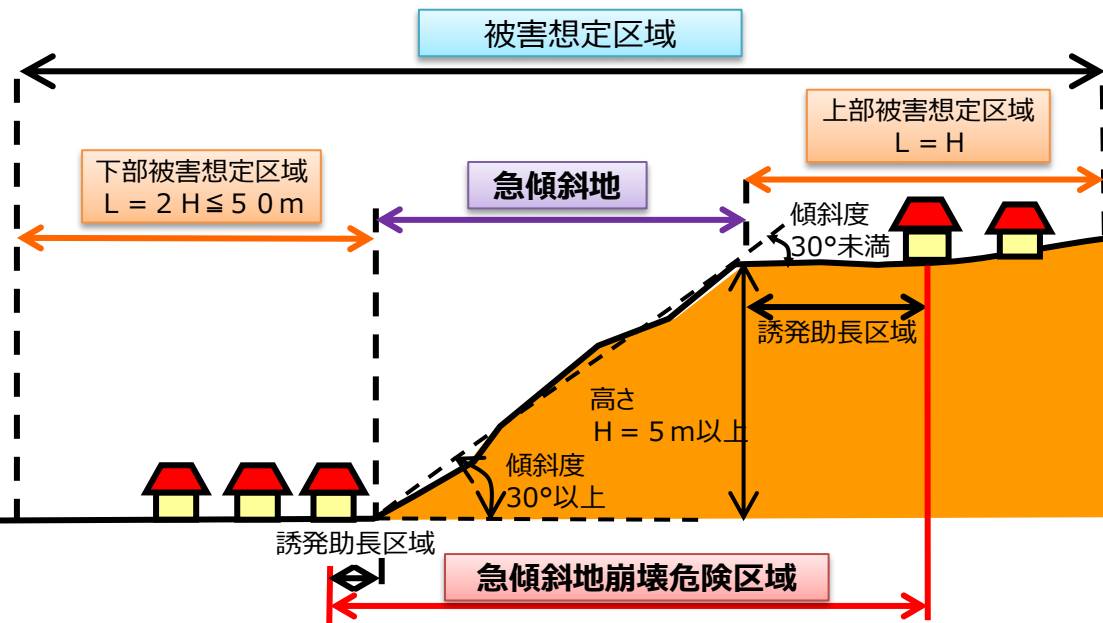 被害想定区域
上部被害想定区域
L = H
下部被害想定区域
L = 2 H ≦ 5 0 m
急傾斜地
傾斜度
30°未満
誘発助長区域
高さ
H = 5 m以上
傾斜度
30°以上
誘発助長区域
急傾斜地崩壊危険区域